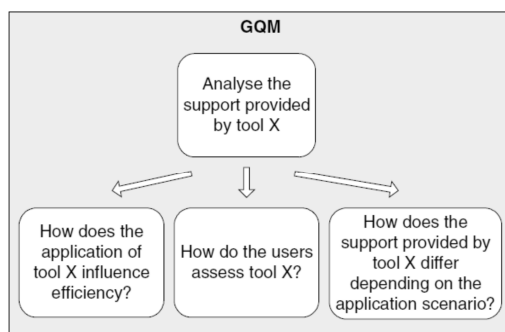 GQM
Analyse the
support provided
by tool X
How does the
application of
tool X influence
efficiency?
How do the users
assess tool X?
How does the
support provided by
tool X differ
depending on the
application scenario?